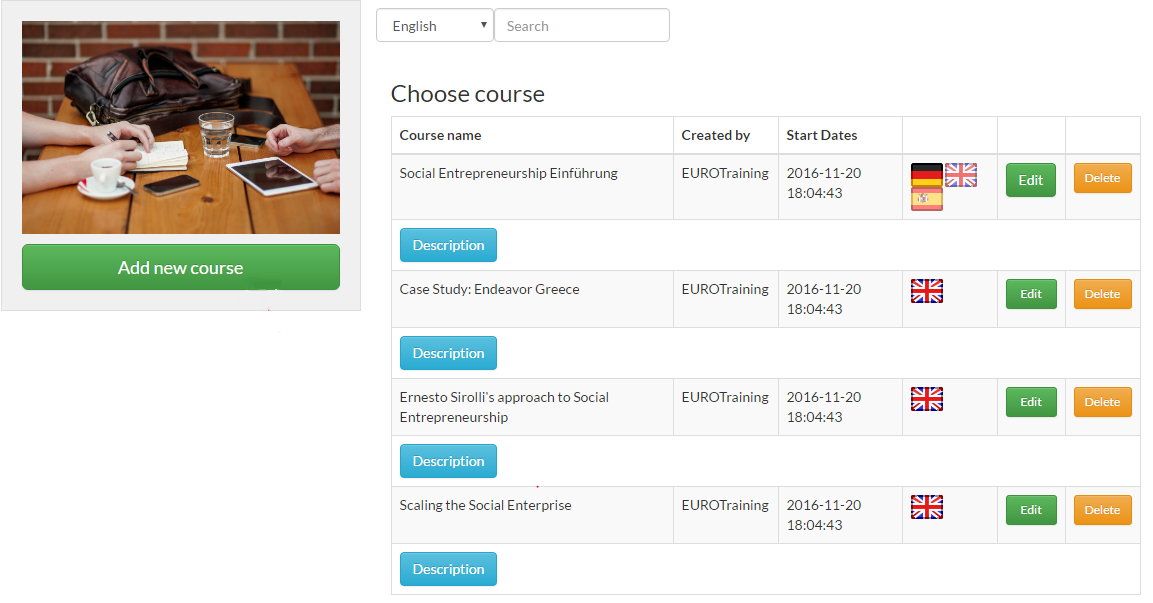 English
Search
Add new course
Choose course
Course name Created by Start Dates
Social Entrepreneurship Einführung EUROTraining 2016-11-20 Edit Delete
18:04:43
Description
Case Study: Endeavor Greece EUROTraining 2016-11-20 Edit Delete
18:04:43
Description
Ernesto Sirolli's approach to Social EUROTraining 2016-11-20 Edit Delete
Entrepreneurship 18:04:43
Description
Scaling the Social Enterprise EUROTraining 2016-11-20 Edit Delete
18:04:43
Description